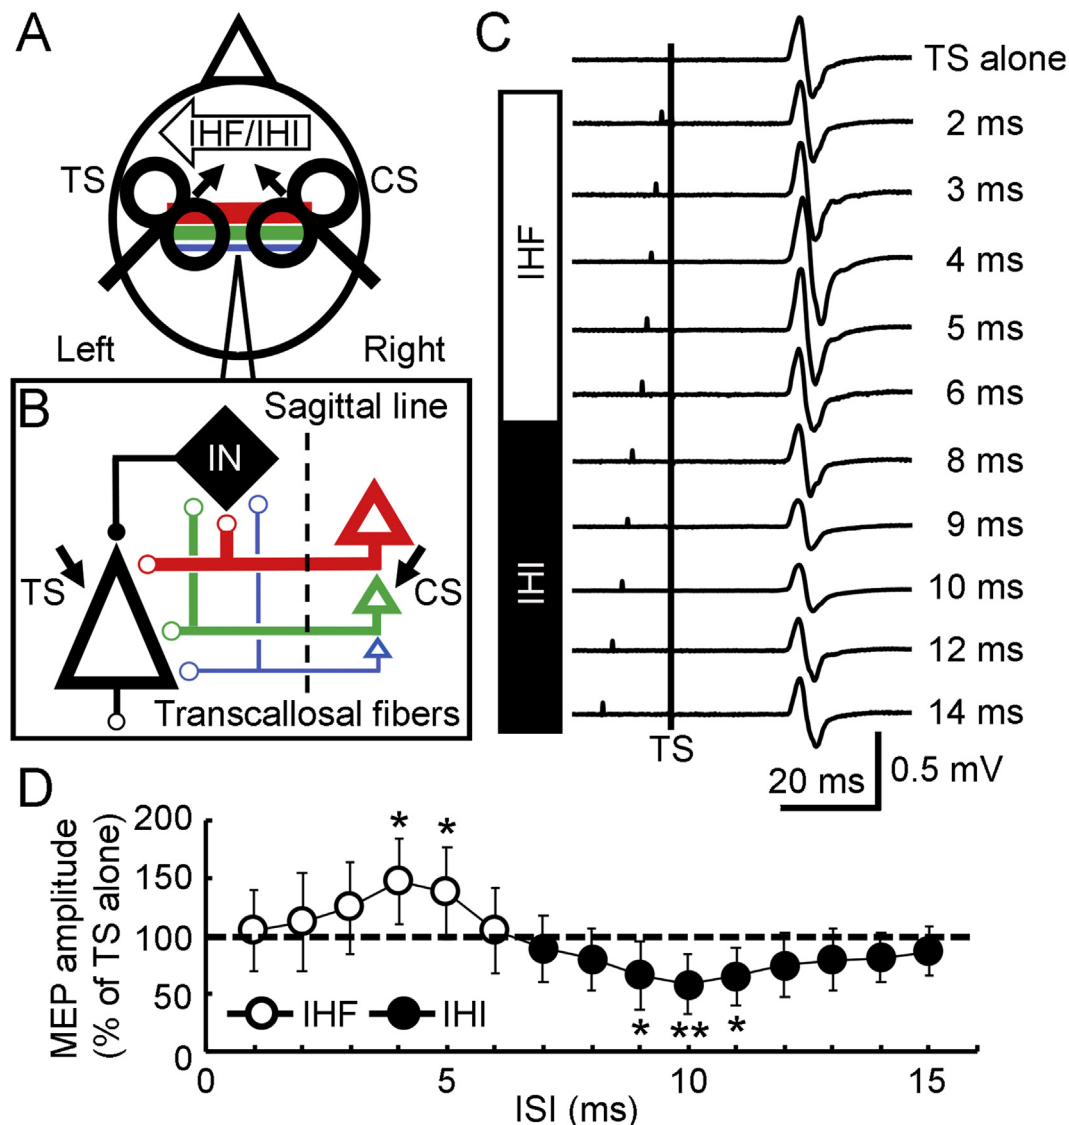 A
IHF/IHI
TS
CS
Left
Right
B
Sagittal line
IN
TS
CS
Transcallosal fibers
C
TS alone
2 ms
3 ms
4 ms
5 ms
6 ms
8 ms
9 ms
10 ms
12 ms
14 ms
IHF
IHI
TS
20 ms
0.5 mV
D
MEP amplitude
(% of TS alone)
200
150
100
50
0
* *
* ** *
IHF IHI
0 5 10 15
ISI (ms)